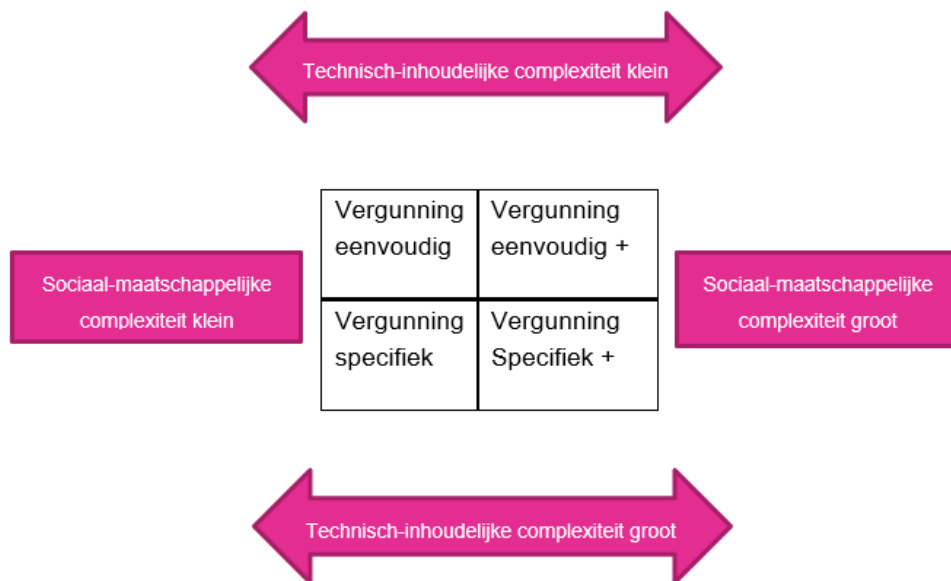 Technisch-inhoudelijke complexiteit klein
Vergunning
eenvoudig
Vergunning
eenvoudig +
Sociaal-maatschappelijke
complexiteit klein
Sociaal-maatschappelijke
complexiteit groot
Vergunning
specifiek
Vergunning
Specifiek +
Technisch-inhoudelijke complexiteit groot